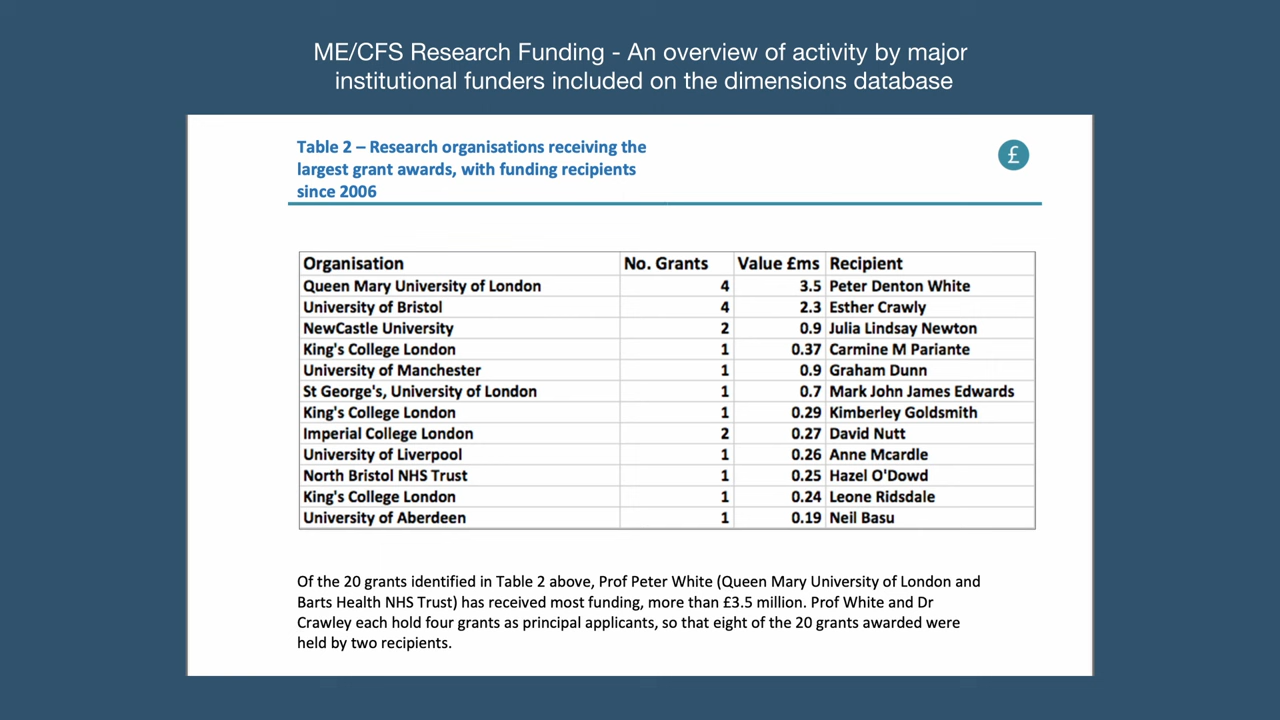 ME/CFS Research Funding - An overview of activity by major
institutional funders included on the dimensions database
Table 2 – Research organisations receiving the
largest grant awards, with funding recipients
since 2006
£
Organisation No. Grants Value £ms Recipient
Queen Mary University of London 4 3.5 Peter Denton White
University of Bristol 4 2.3 Esther Crawly
NewCastle University 2 0.9 Julia Lindsay Newton
King's College London 1 0.37 Carmine M Pariante
University of Manchester 1 0.9 Graham Dunn
St George's, University of London 1 0.7 Mark John James Edwards
King's College London 1 0.29 Kimberley Goldsmith
Imperial College London 2 0.27 David Nutt
University of Liverpool 1 0.26 Anne Mcardle
North Bristol NHS Trust 1 0.25 Hazel O'Dowd
King's College London 1 0.24 Leone Ridsdale
University of Aberdeen 1 0.19 Neil Basu
Of the 20 grants identified in Table 2 above, Prof Peter White (Queen Mary University of London and
Barts Health NHS Trust) has received most funding, more than £3.5 million. Prof White and Dr
Crawley each hold four grants as principal applicants, so that eight of the 20 grants awarded were
held by two recipients.